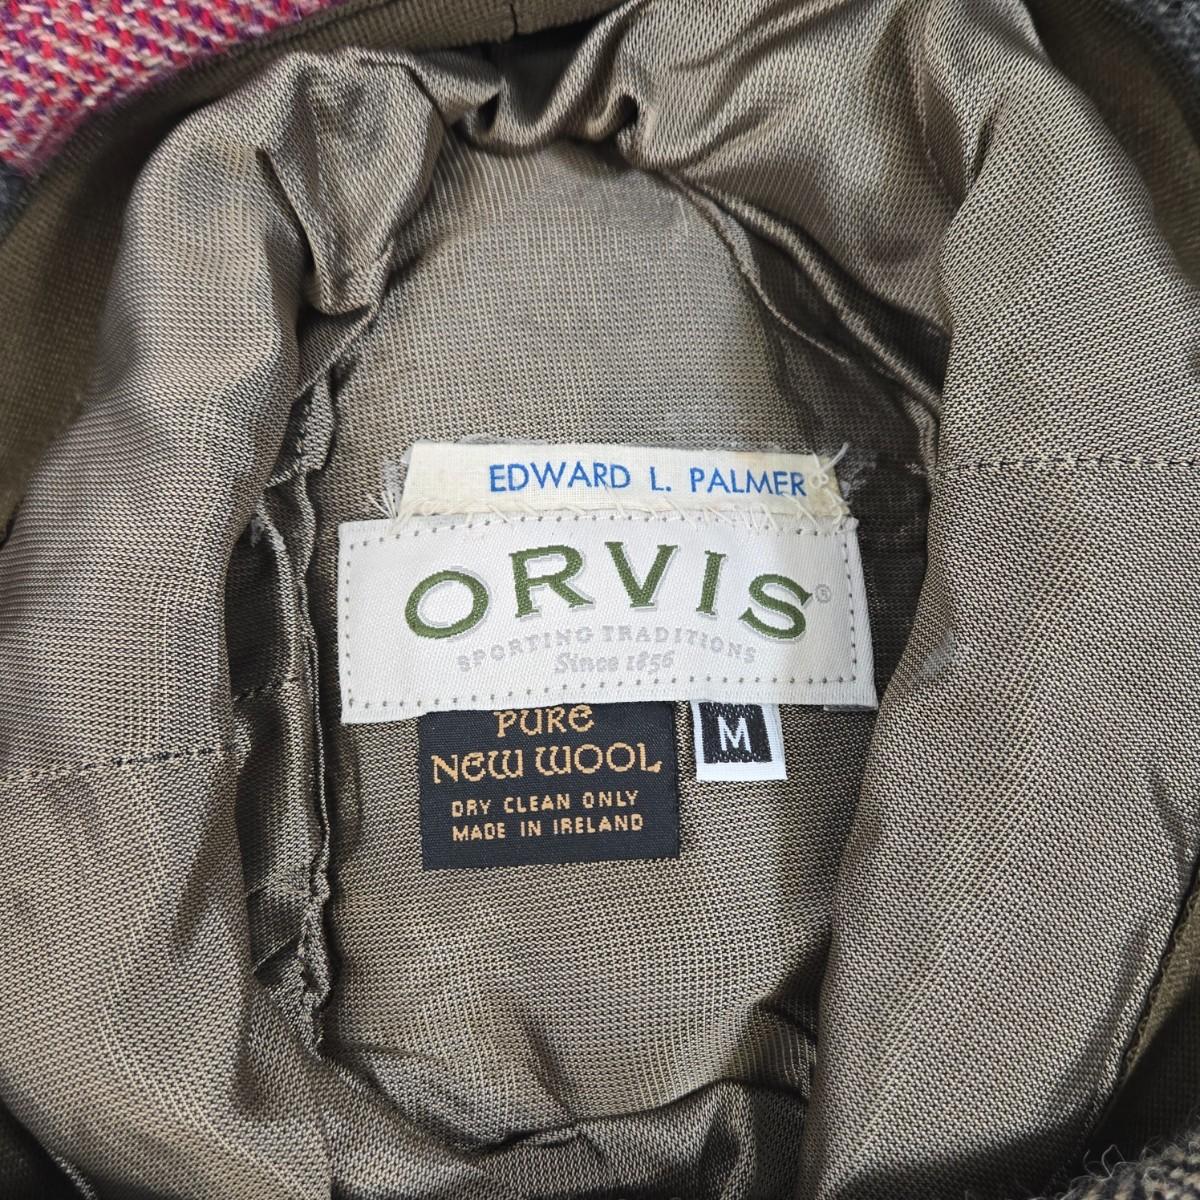 EDWARD L. PALMER
ORVIS®
SPORTING TRADITIONS
Since 1856
PURE
NEW WOOL
DRY CLEAN ONLY
MADE IN IRELAND
M